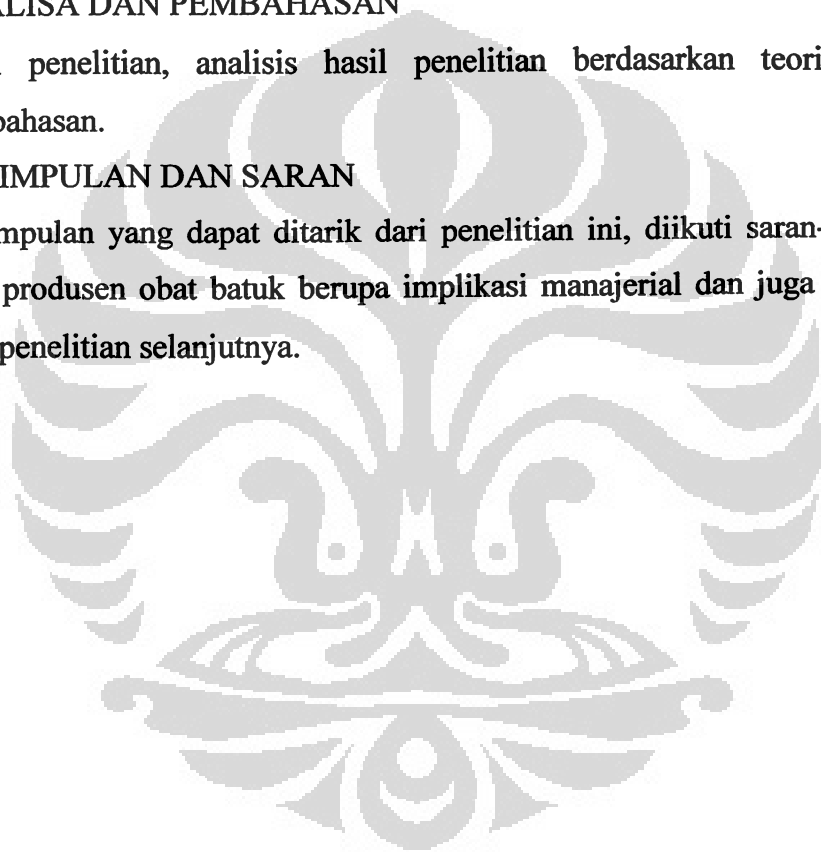 ALISA DAN PEMBAHASAN
penelitian, analisis hasil penelitian berdasarkan teori
bahasan.
IMPULAN DAN SARAN
mpulan yang dapat ditarik dari penelitian ini, diikuti saran-
produsen obat batuk berupa implikasi manajerial dan juga
penelitian selanjutnya.